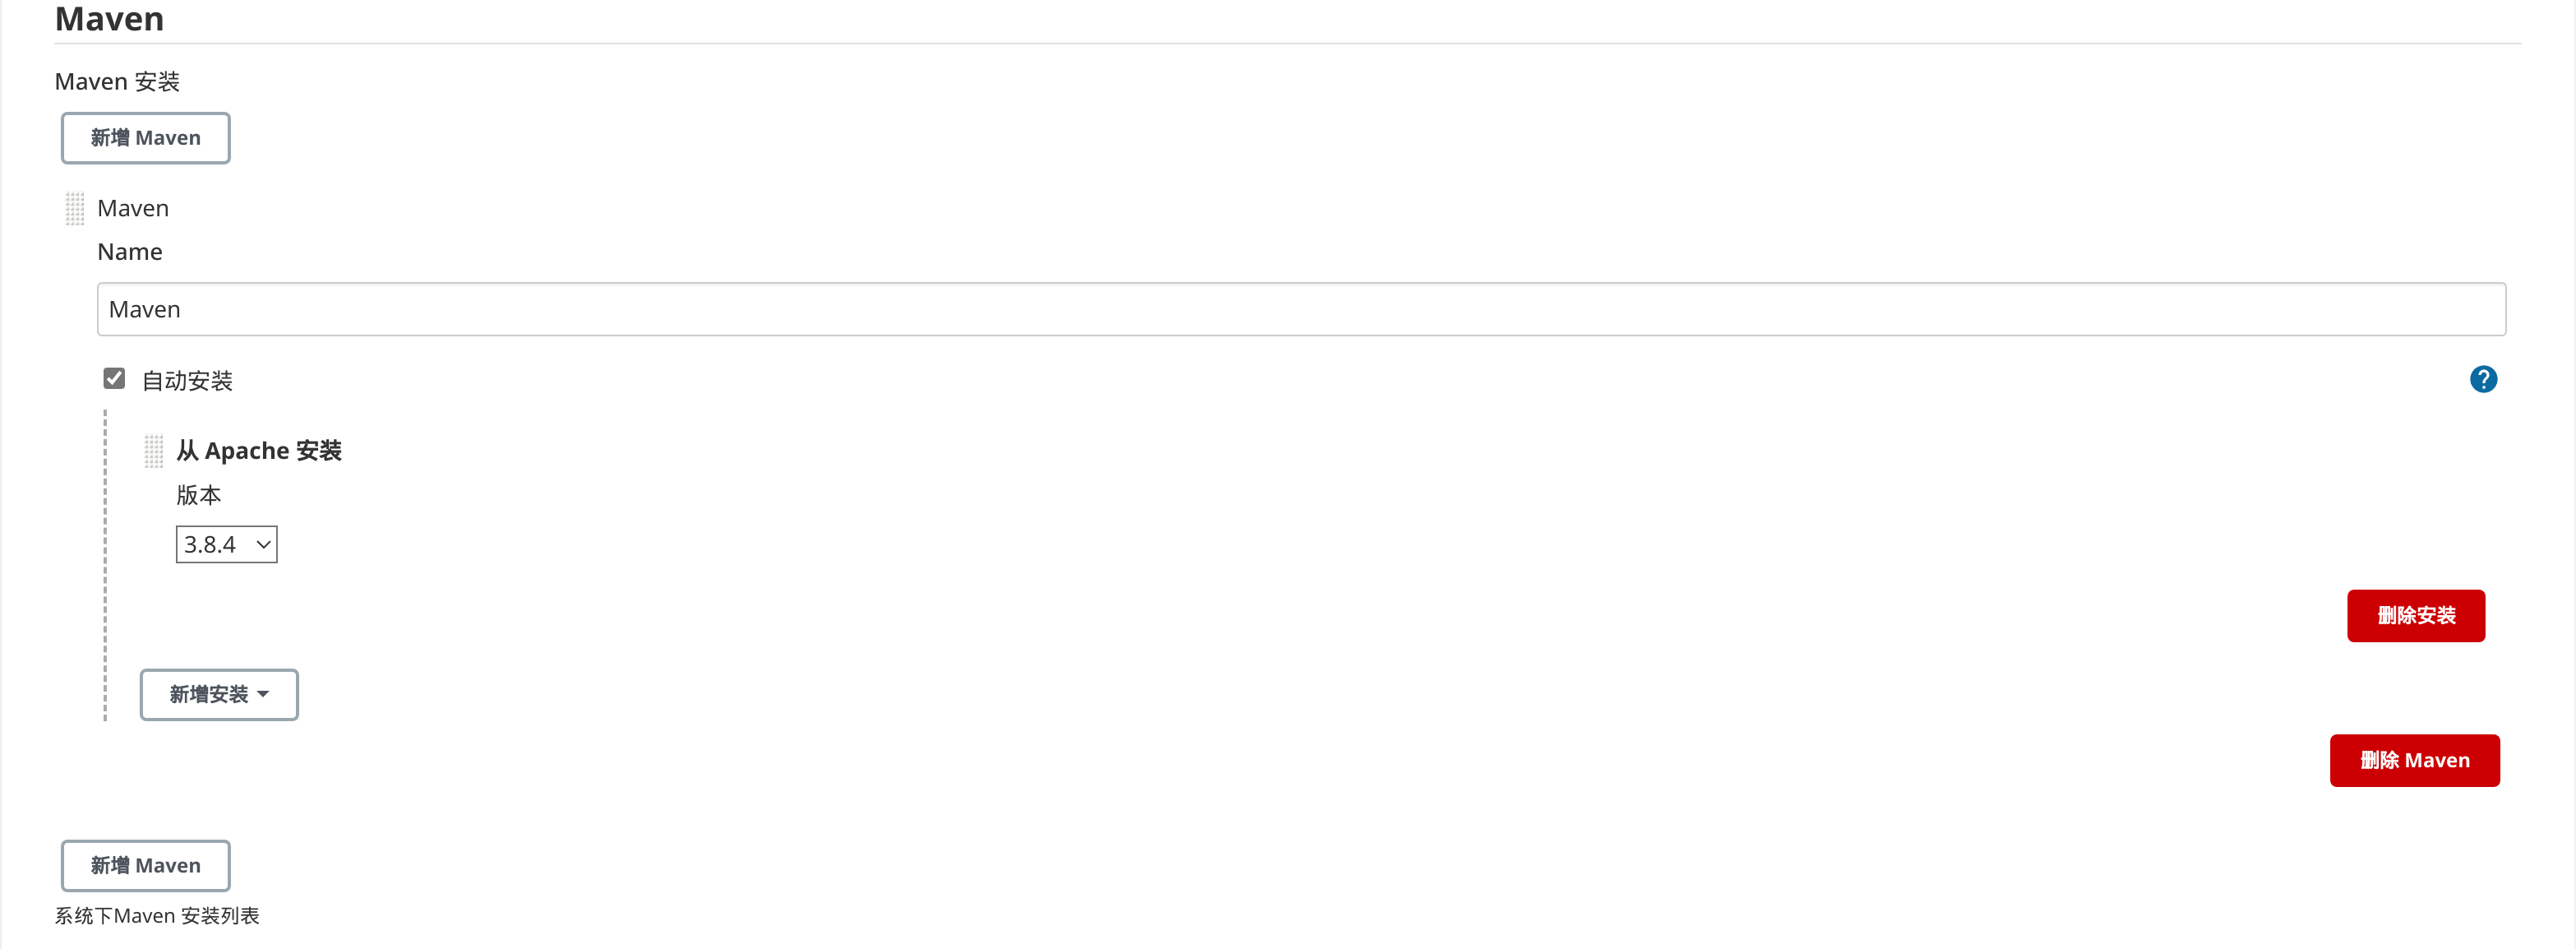 Maven
Maven 安装
新增 Maven
Maven
Name
Maven
自动安装
?
从 Apache 安装
版本
3.8.4
删除安装
新增安装
删除 Maven
新增 Maven
系统下Maven 安装列表